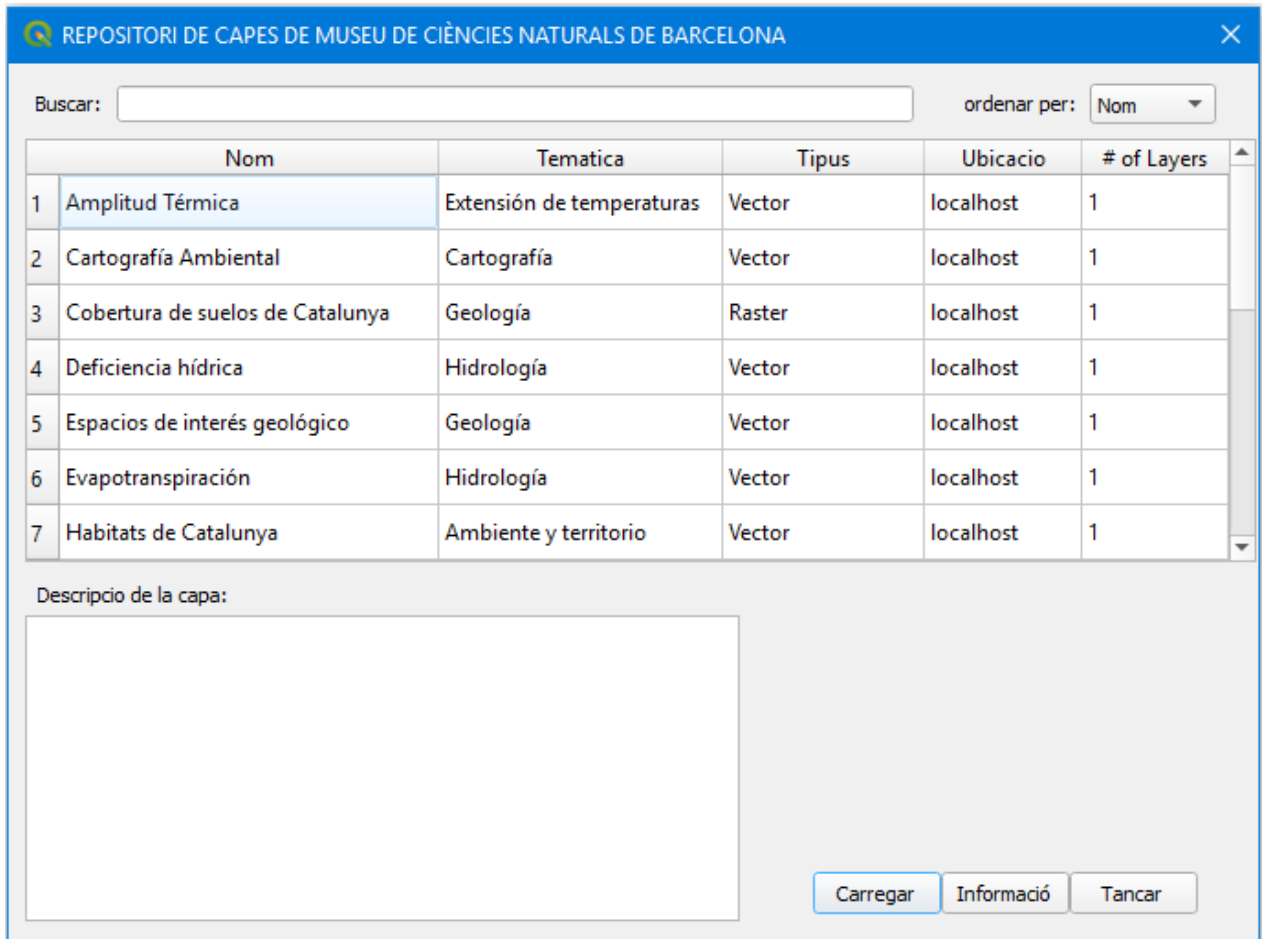 REPOSITORI DE CAPES DE MUSEU DE CIÈNCIES NATURALS DE BARCELONA
Buscar: ordenar per: Nom
Nom Tematica Tipus Ubicacio # of Layers
1 Amplitud Térmica Extensión de temperaturas Vector localhost 1
2 Cartografía Ambiental Cartografía Vector localhost 1
3 Cobertura de suelos de Catalunya Geología Raster localhost 1
4 Deficiencia hídrica Hidrología Vector localhost 1
5 Espacios de interés geológico Geología Vector localhost 1
6 Evapotranspiración Hidrología Vector localhost 1
7 Habitats de Catalunya Ambiente y territorio Vector localhost 1
Descripcio de la capa:
Carregar Informació Tancar